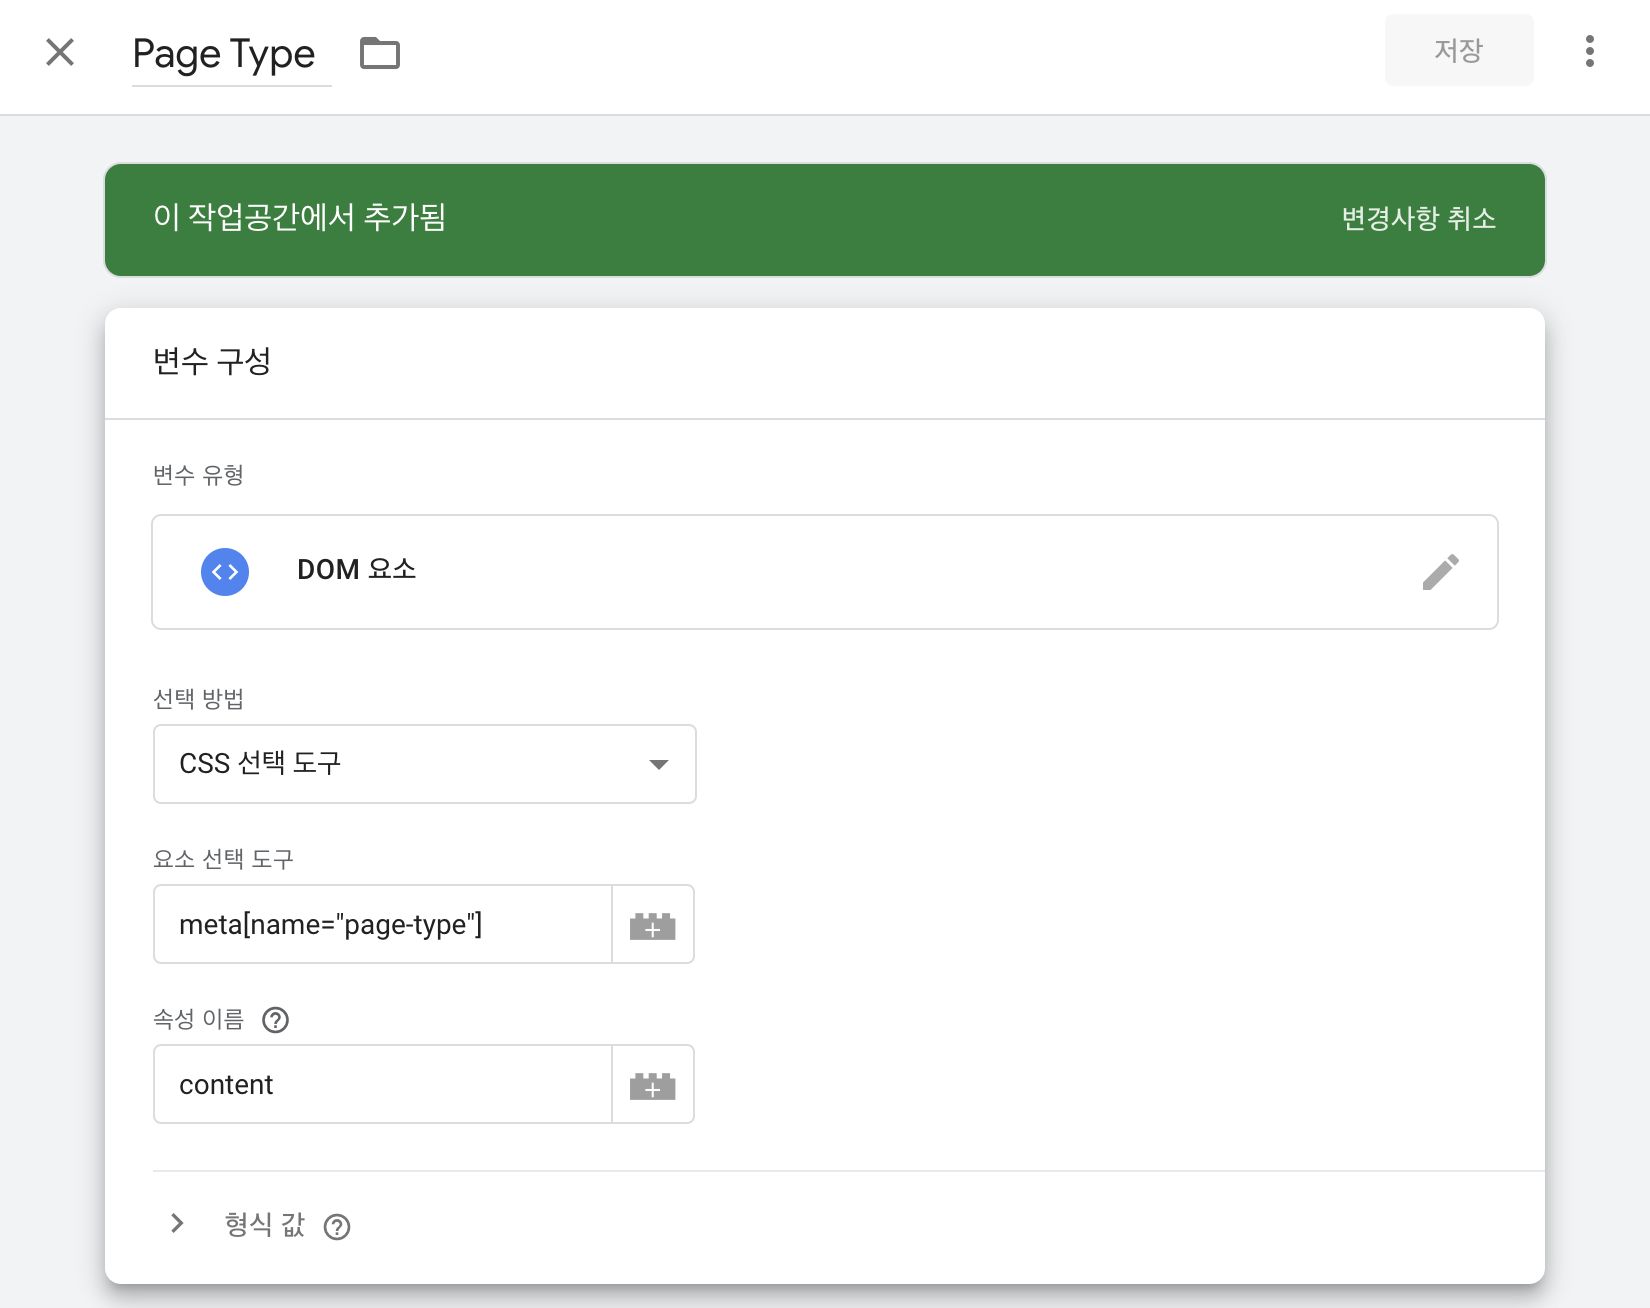 Page Type
저장
이 작업공간에서 추가됨
변경사항 취소
변수 구성
변수 유형
DOM 요소
선택 방법
CSS 선택 도구
요소 선택 도구
meta[name="page-type"]
속성 이름
content
형식 값